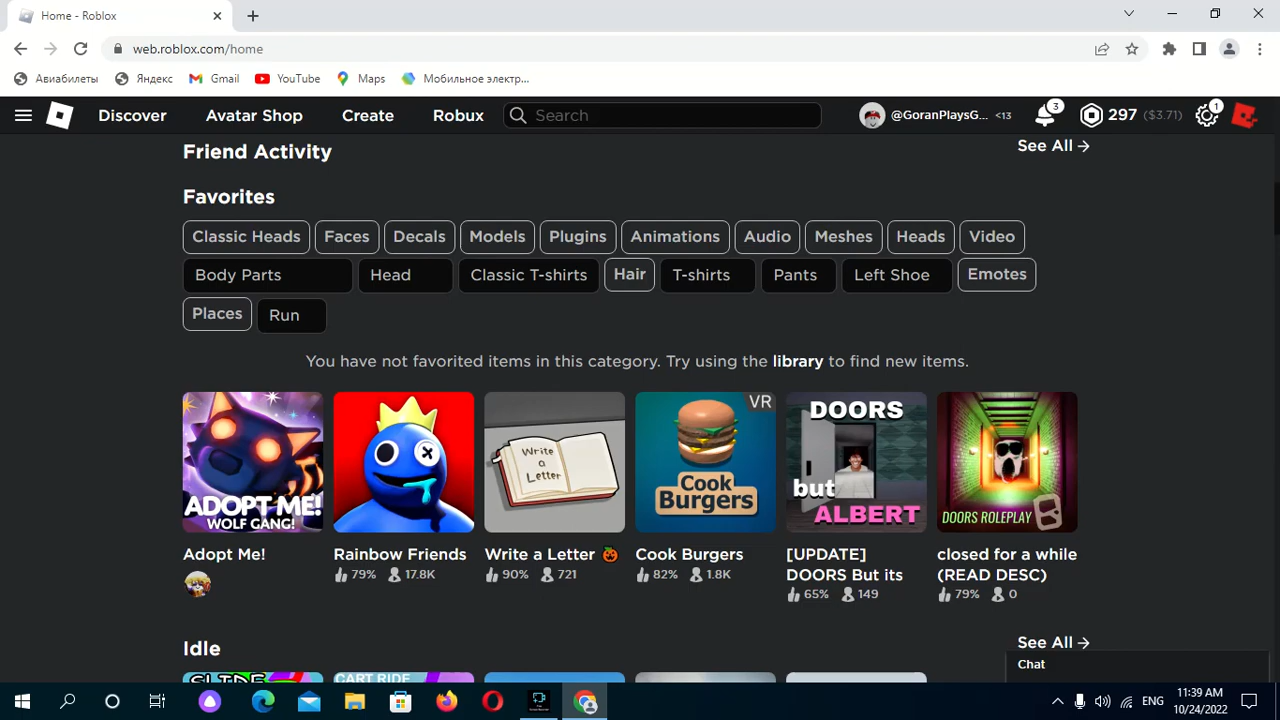 Home - Roblox
web.roblox.com/home
Авиабилеты Яндекс Gmail YouTube Maps Мобильное электр...
Discover Avatar Shop Create Robux Search @GoranPlaysG... <13 3 297 ($3.71) 1
Friend Activity See All →
Favorites
Classic Heads Faces Decals Models Plugins Animations Audio Meshes Heads Video
Body Parts Head Classic T-shirts Hair T-shirts Pants Left Shoe Emotes
Places Run
You have not favorited items in this category. Try using the library to find new items.
ADOPT ME!
WOLF GANG!
Write
a
Letter
VR
Cook
Burgers
DOORS
but
ALBERT
DOORS ROLEPLAY
Adopt Me! Rainbow Friends Write a Letter 🎃 Cook Burgers [UPDATE] closed for a while
DOORS But its (READ DESC)
79% 17.8K 90% 721 82% 1.8K
65% 149 79% 0
Idle See All →
Chat
SLIDE CART RIDE
ENG 11:39 AM
10/24/2022